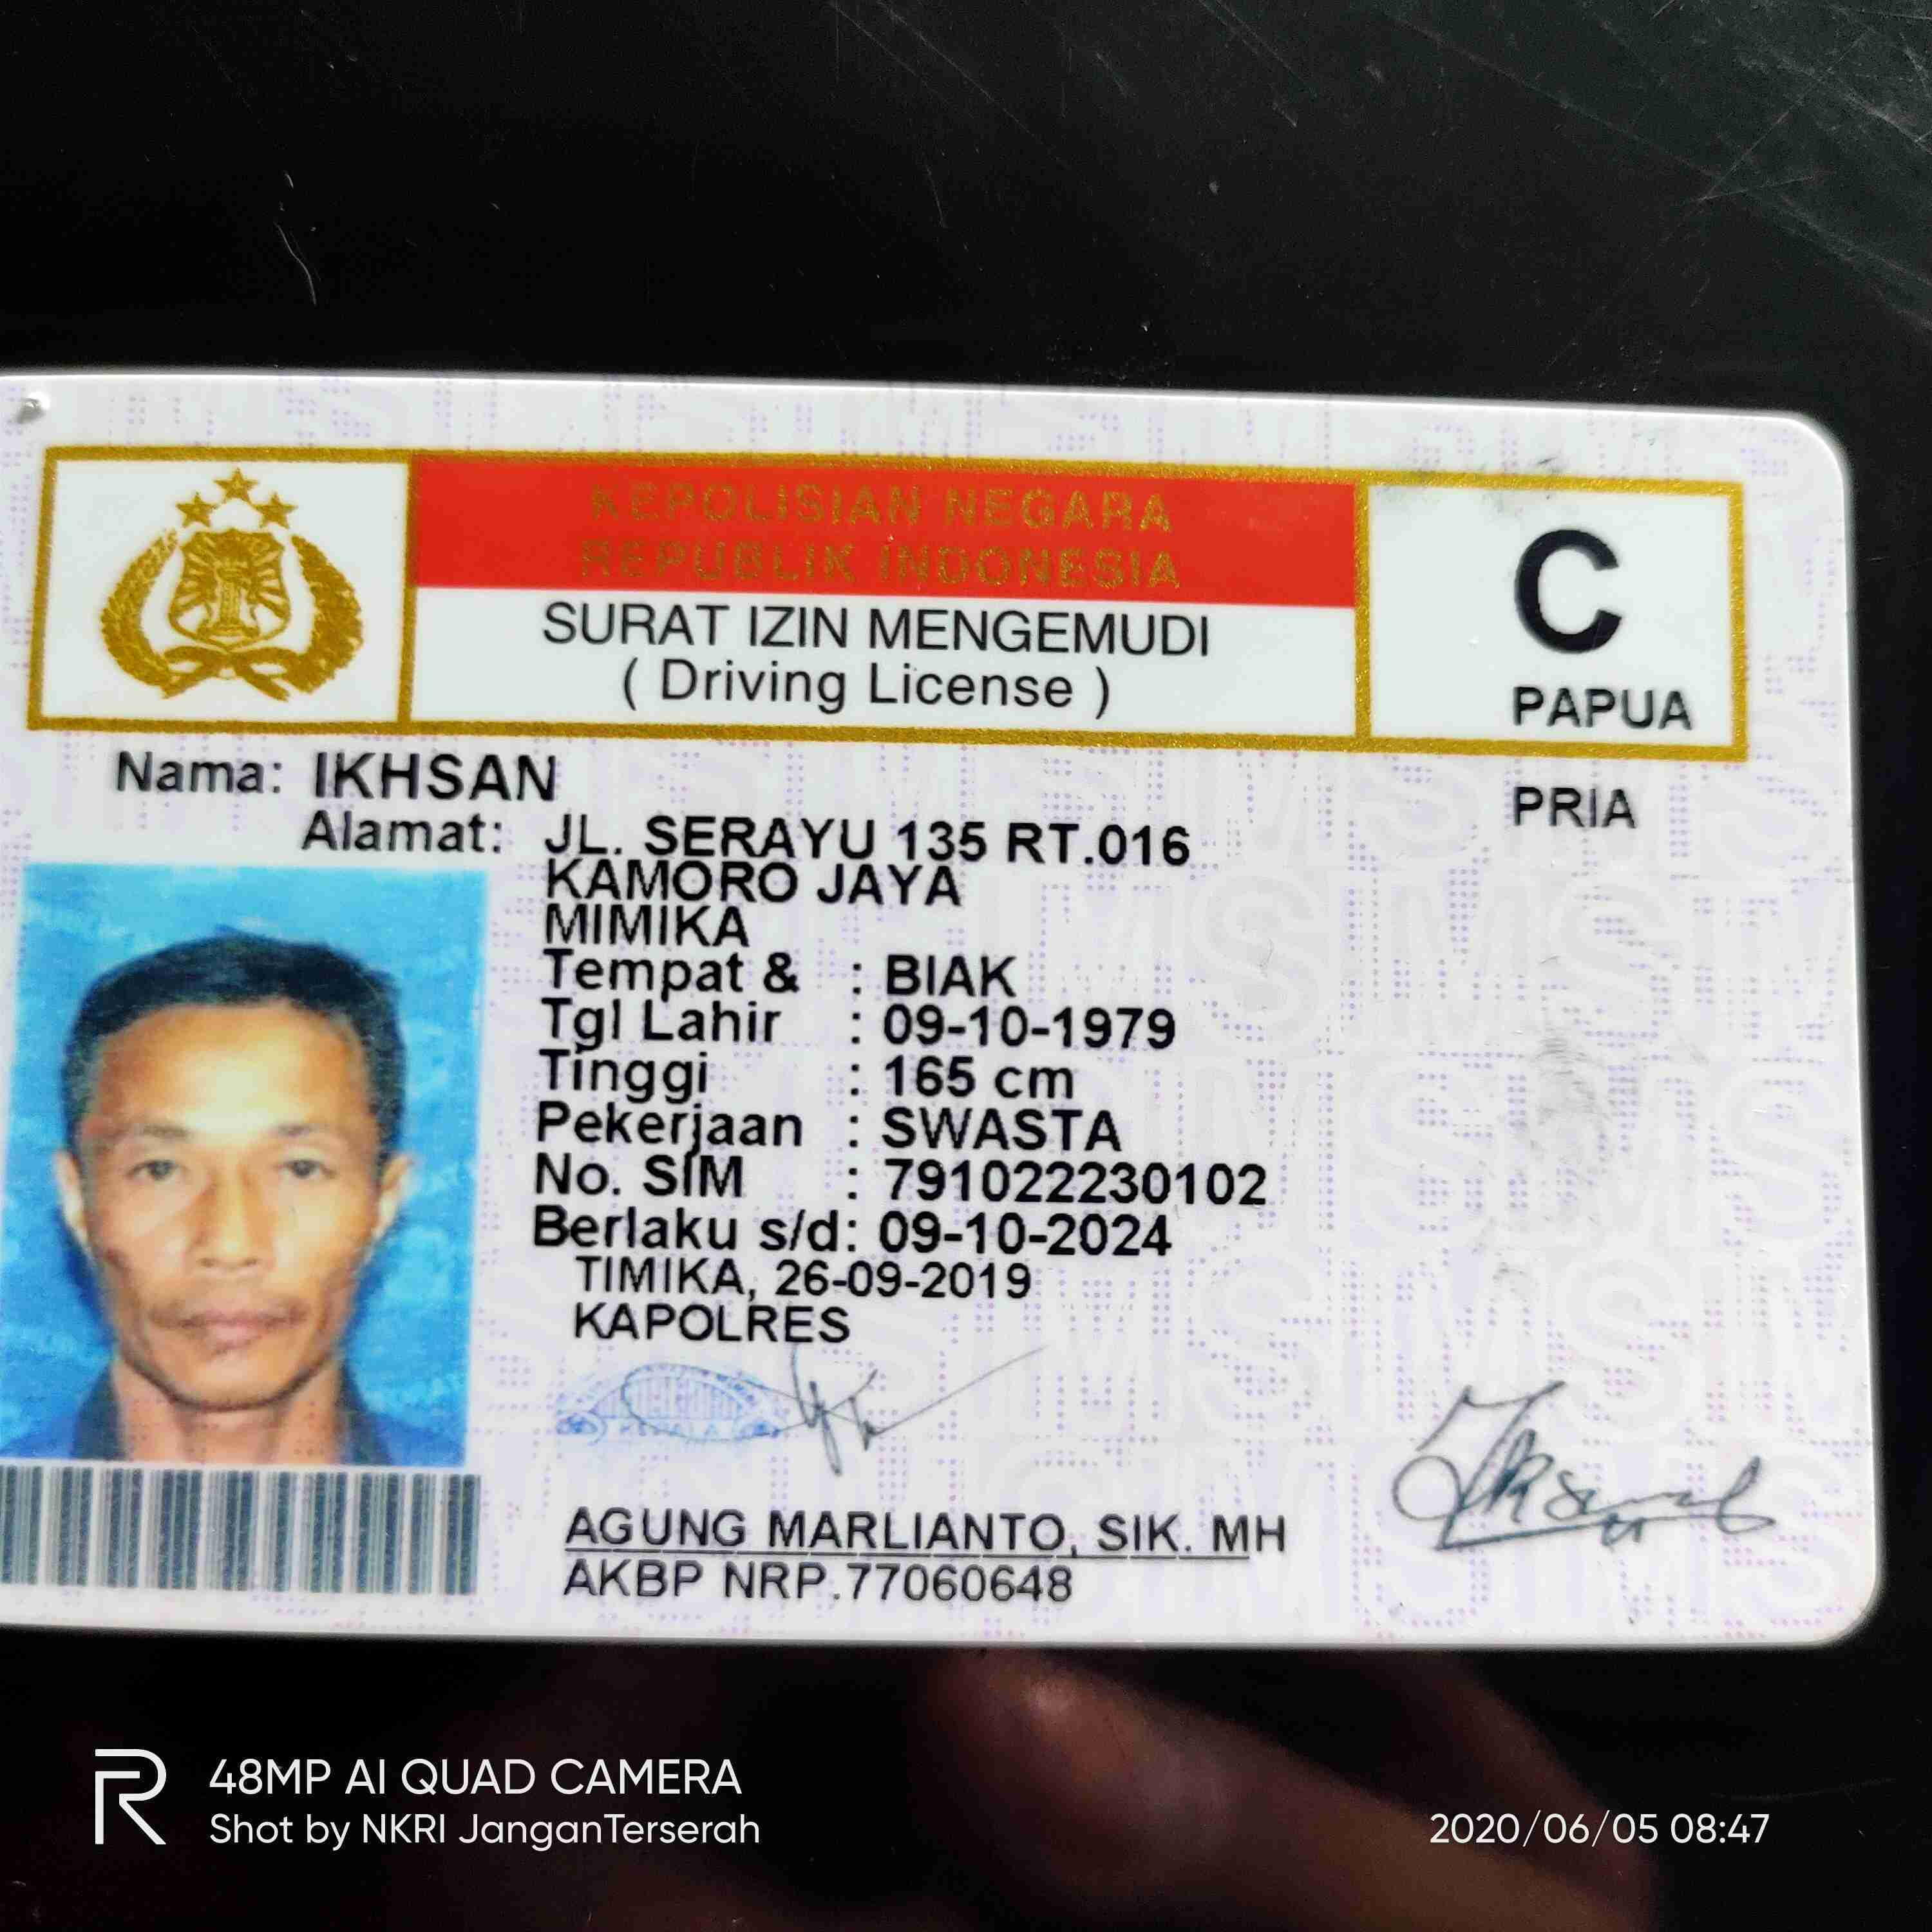 KEPOLISIAN NEGARA
REPUBLIK INDONESIA
SURAT IZIN MENGEMUDI
( Driving License )
C
PAPUA
PRIA
Nama: IKHSAN
Alamat: JL. SERAYU 135 RT.016
KAMORO JAYA
MIMIKA
Tempat & : BIAK
Tgl Lahir : 09-10-1979
Tinggi : 165 cm
Pekerjaan : SWASTA
No. SIM : 791022230102
Berlaku s/d: 09-10-2024
TIMIKA, 26-09-2019
KAPOLRES
KEPALA
Iksan
AGUNG MARLIANTO, SIK. MH
AKBP NRP.77060648
R 48MP AI QUAD CAMERA
Shot by NKRI JanganTerserah
2020/06/05 08:47